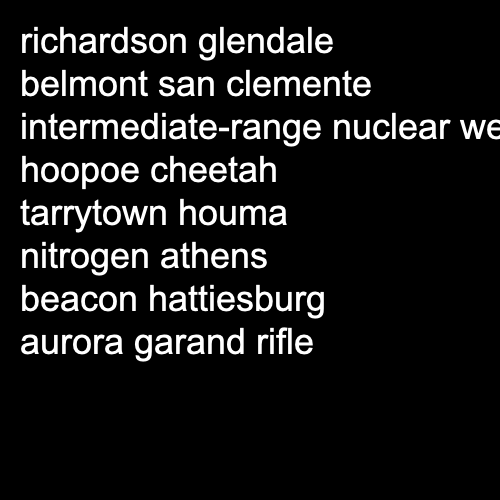 richardson glendale
belmont san clemente
intermediate-range nuclear
hoopoe cheetah
tarrytown houma
nitrogen athens
beacon hattiesburg
aurora garand rifle